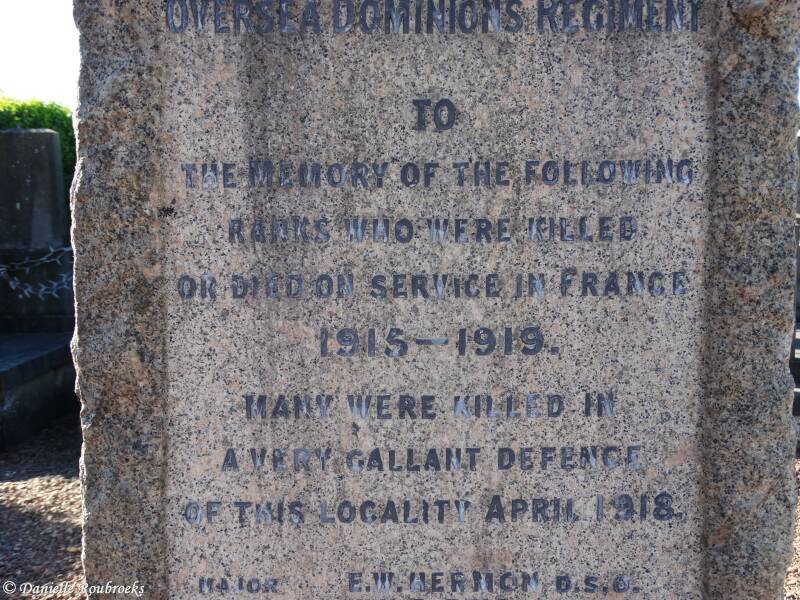 OVERSEA DOMINIONS REGIMENT
TO
THE MEMORY OF THE FOLLOWING
RANKS WHO WERE KILLED
OR DIED ON SERVICE IN FRANCE
1915–1919.
MANY WERE KILLED IN
A VERY GALLANT DEFENCE
OF THIS LOCALITY APRIL 1918.
MAJOR E.W. HERMON D.S.O.
© Danielle Roubroeks